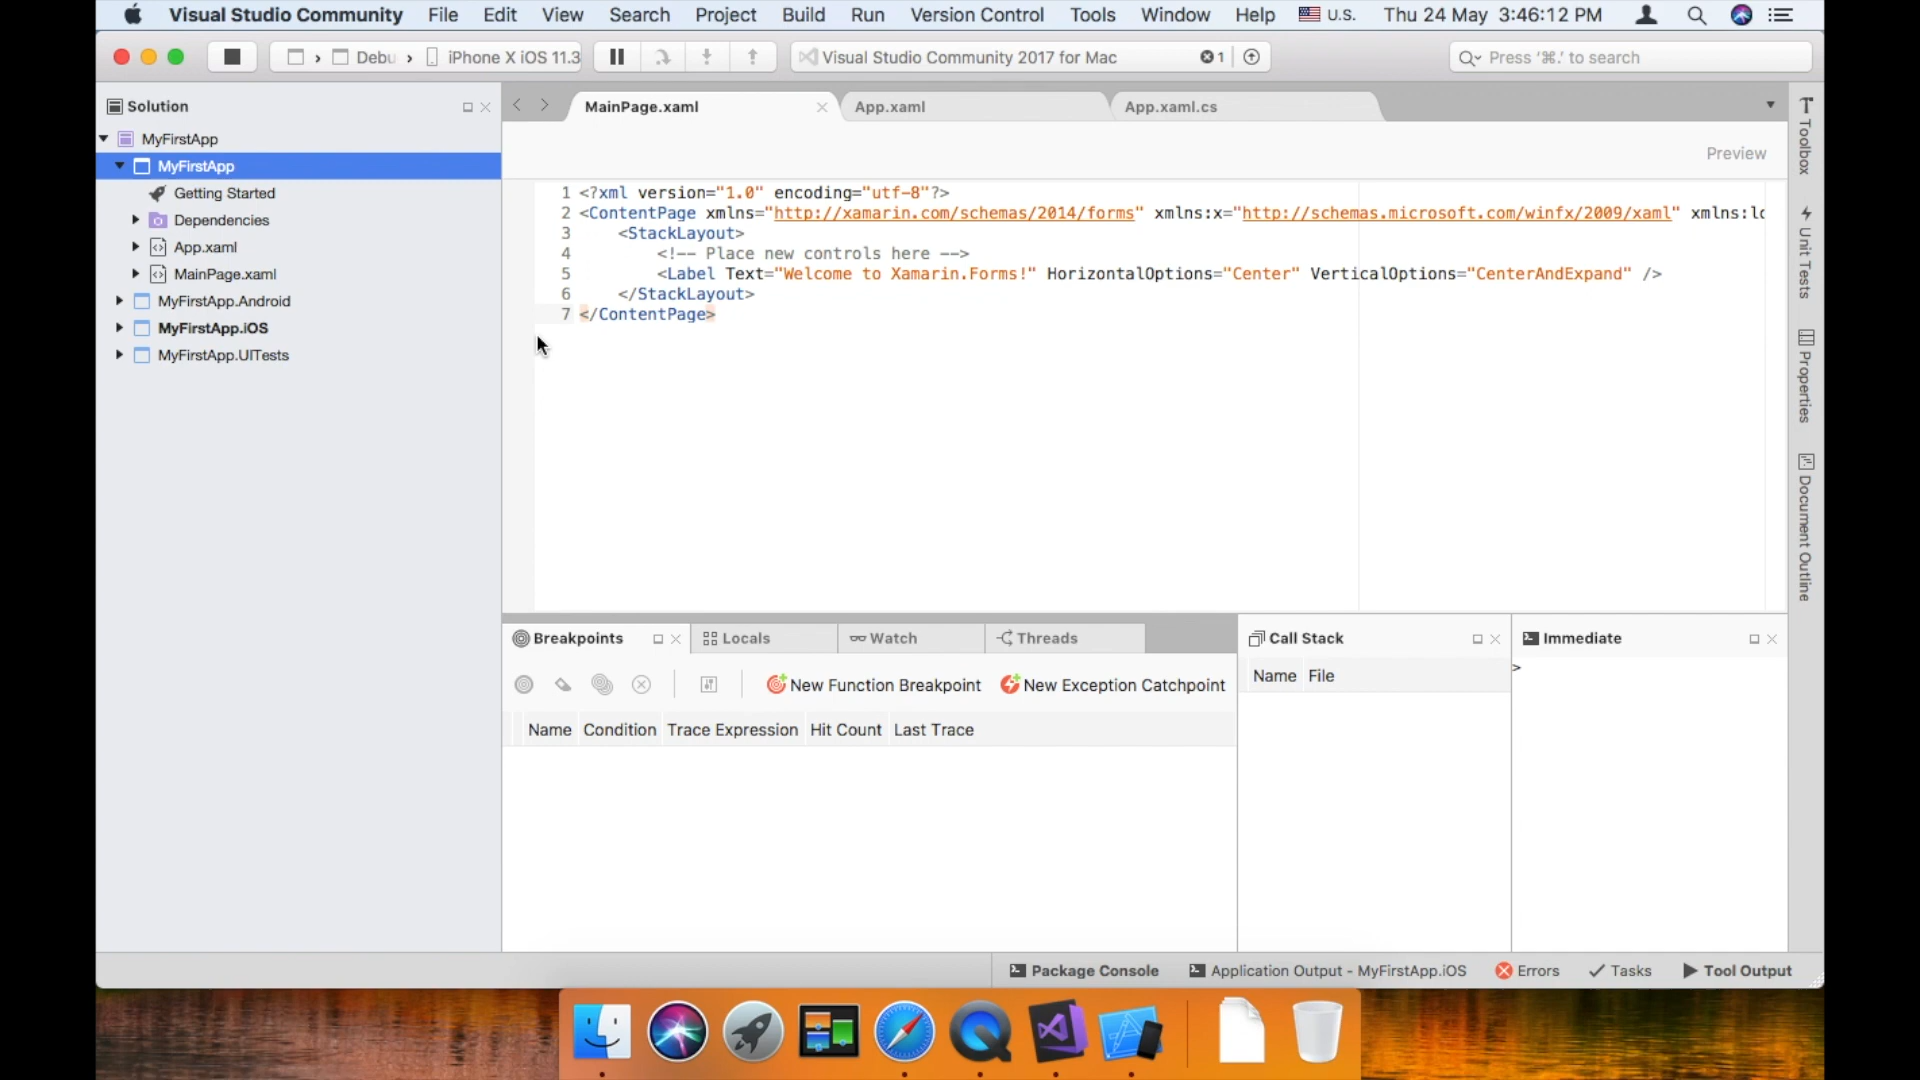 Visual Studio Community File Edit View Search Project Build Run Version Control Tools Window Help U.S. Thu 24 May 3:46:12 PM
Debu iPhone X iOS 11.3 Visual Studio Community 2017 for Mac 1 Press '⌘.' to search
Solution
MyFirstApp
MyFirstApp
Getting Started
Dependencies
App.xaml
MainPage.xaml
MyFirstApp.Android
MyFirstApp.iOS
MyFirstApp.UITests
MainPage.xaml App.xaml App.xaml.cs
Preview
1 <?xml version="1.0" encoding="utf-8"?>
2 <ContentPage xmlns="http://xamarin.com/schemas/2014/forms" xmlns:x="http://schemas.microsoft.com/winfx/2009/xaml" xmlns:lo
3 <StackLayout>
4 <!-- Place new controls here -->
5 <Label Text="Welcome to Xamarin.Forms!" HorizontalOptions="Center" VerticalOptions="CenterAndExpand" />
6 </StackLayout>
7 </ContentPage>
Toolbox
Unit Tests
Properties
Document Outline
Breakpoints Locals Watch Threads
New Function Breakpoint New Exception Catchpoint
Name Condition Trace Expression Hit Count Last Trace
Call Stack
Name File
Immediate
>
Package Console Application Output - MyFirstApp.iOS Errors Tasks Tool Output